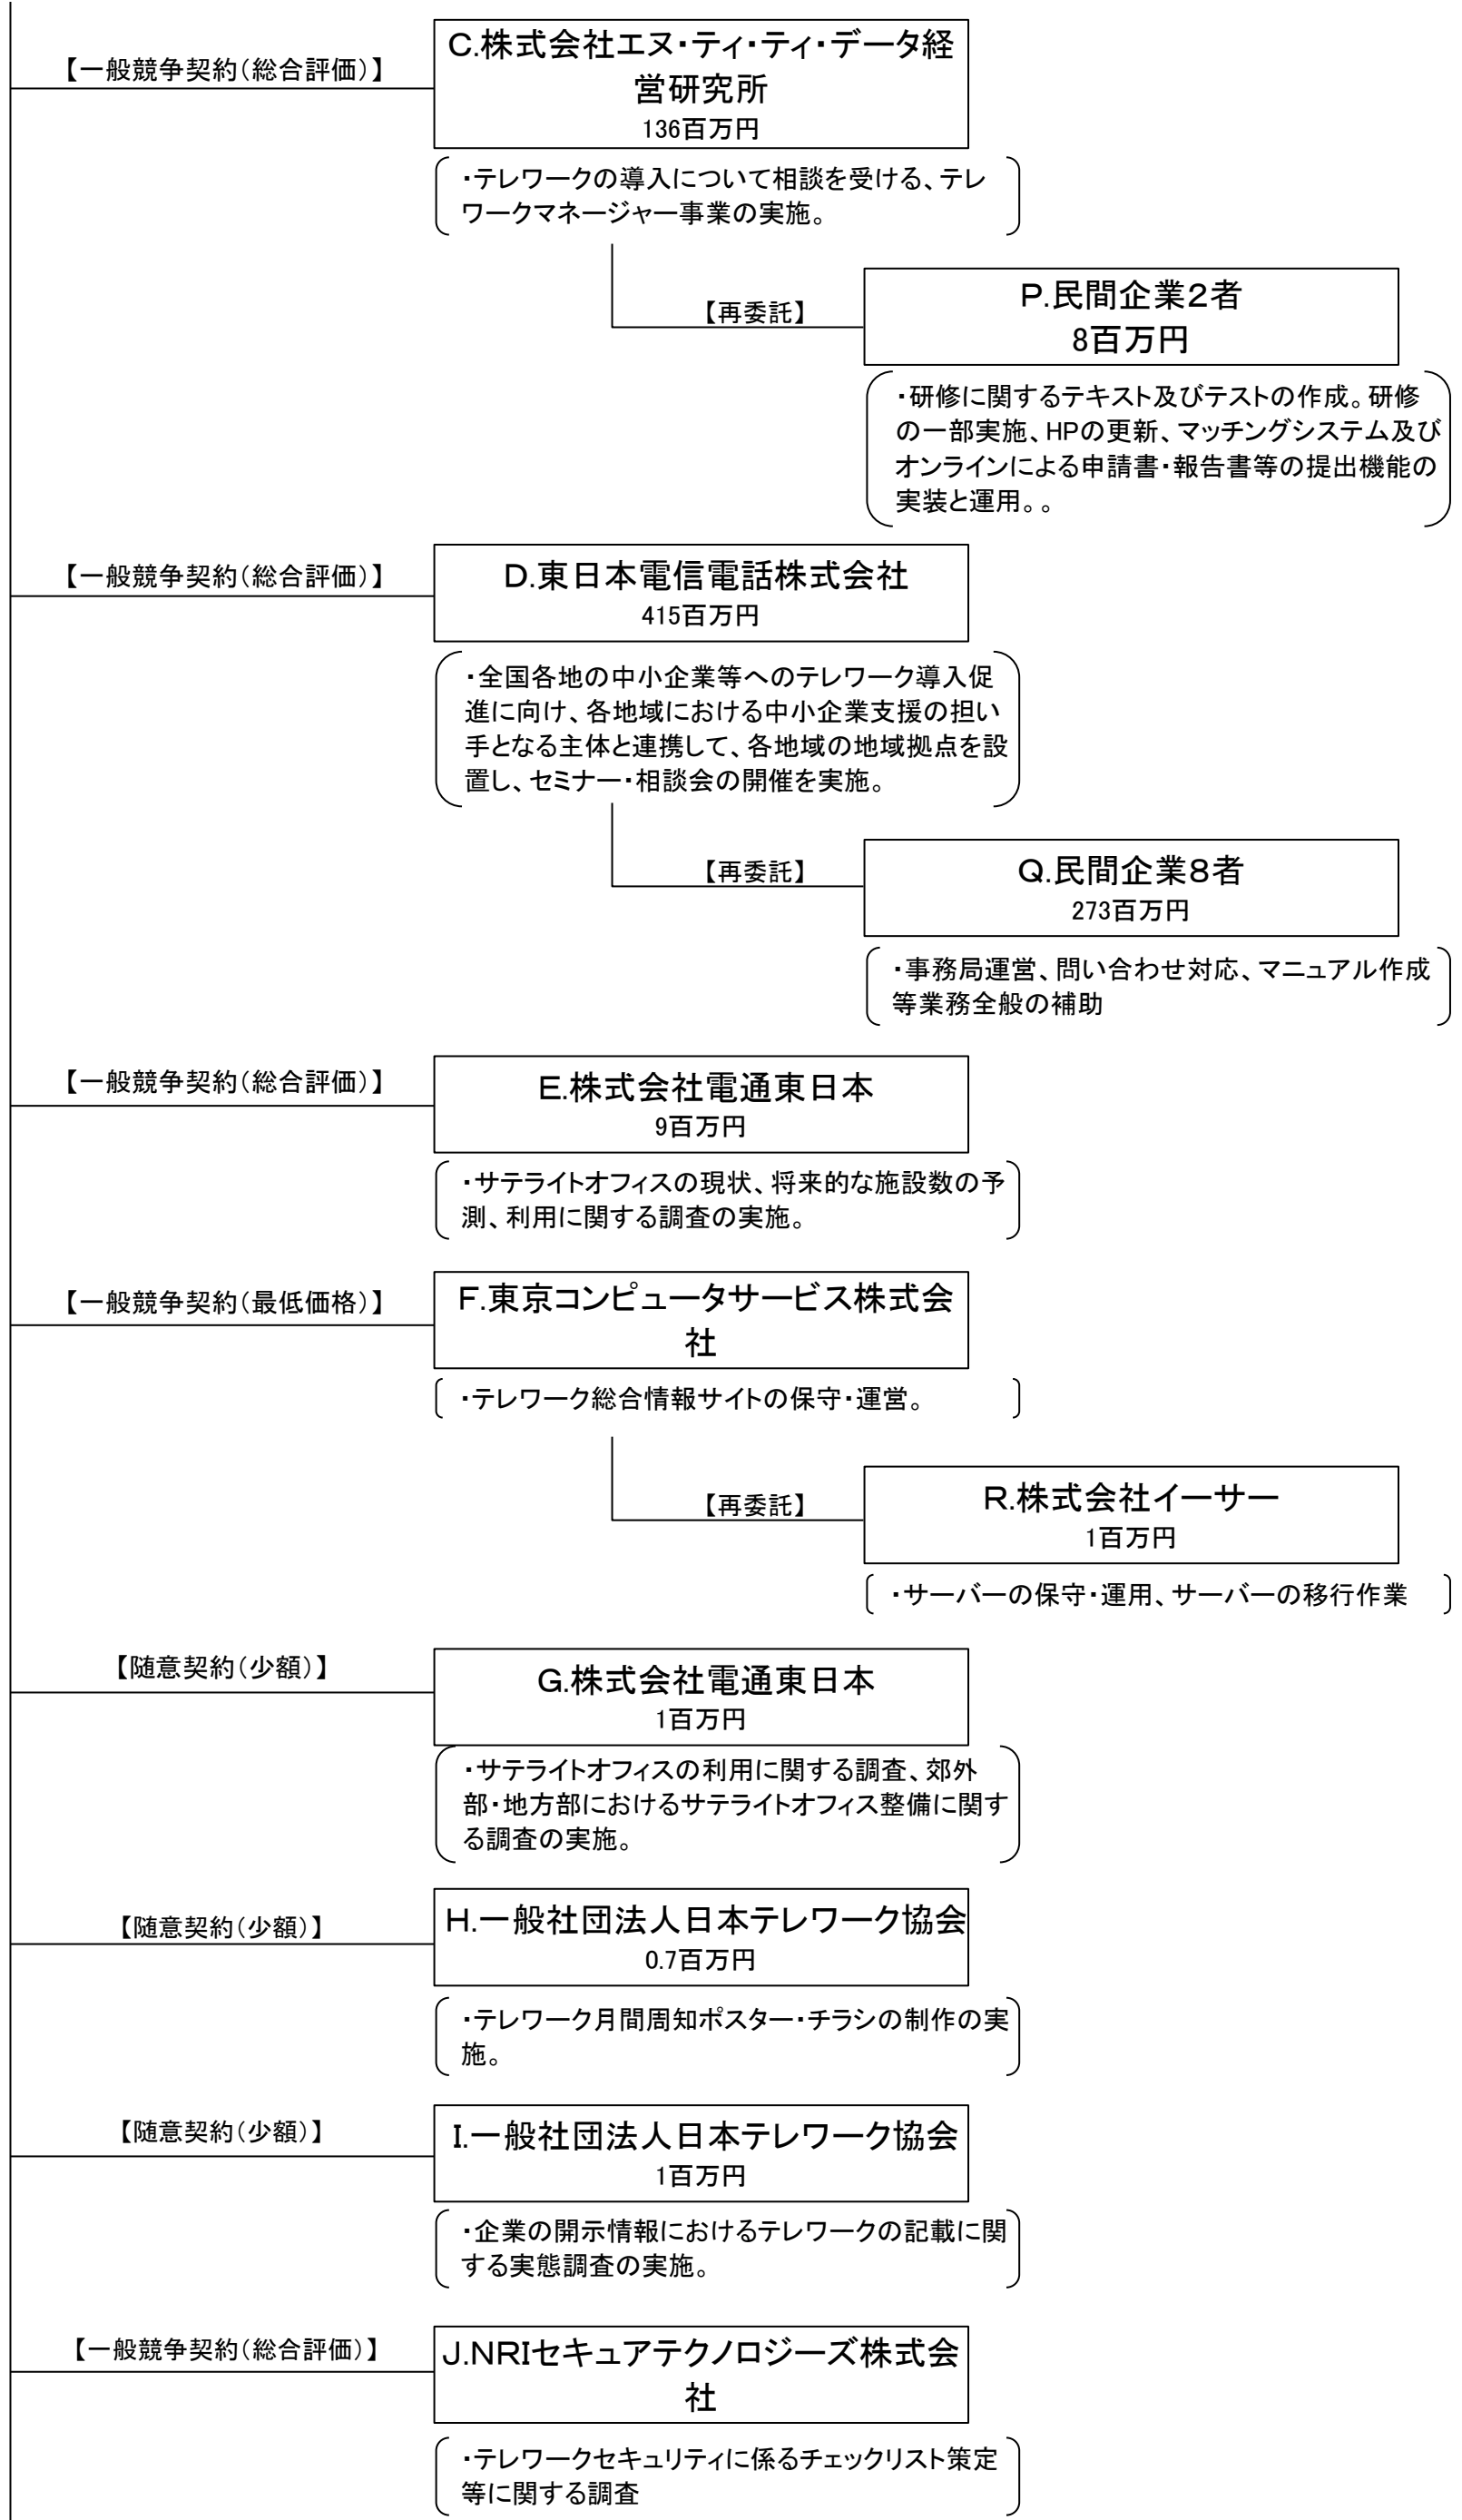 【一般競争契約(総合評価)】
C.株式会社エヌ・ティ・ティ・データ経
営研究所
136百万円
・テレワークの導入について相談を受ける、テレ
ワークマネージャー事業の実施。
【再委託】
P.民間企業2者
8百万円
・研修に関するテキスト及びテストの作成。研修
の一部実施、HPの更新、マッチングシステム及び
オンラインによる申請書・報告書等の提出機能の
実装と運用。。
【一般競争契約(総合評価)】
D.東日本電信電話株式会社
415百万円
・全国各地の中小企業等へのテレワーク導入促
進に向け、各地域における中小企業支援の担い
手となる主体と連携して、各地域の地域拠点を設
置し、セミナー・相談会の開催を実施。
【再委託】
Q.民間企業8者
273百万円
・事務局運営、問い合わせ対応、マニュアル作成
等業務全般の補助
【一般競争契約(総合評価)】
E.株式会社電通東日本
9百万円
・サテライトオフィスの現状、将来的な施設数の予
測、利用に関する調査の実施。
【一般競争契約(最低価格)】
F.東京コンピュータサービス株式会
社
・テレワーク総合情報サイトの保守・運営。
【再委託】
R.株式会社イーサー
1百万円
・サーバーの保守・運用、サーバーの移行作業
【随意契約(少額)】
G.株式会社電通東日本
1百万円
・サテライトオフィスの利用に関する調査、郊外
部・地方部におけるサテライトオフィス整備に関す
る調査の実施。
【随意契約(少額)】
H.一般社団法人日本テレワーク協会
0.7百万円
・テレワーク月間周知ポスター・チラシの制作の実
施。
【随意契約(少額)】
I.一般社団法人日本テレワーク協会
1百万円
・企業の開示情報におけるテレワークの記載に関
する実態調査の実施。
【一般競争契約(総合評価)】
J.NRIセキュアテクノロジーズ株式会
社
・テレワークセキュリティに係るチェックリスト策定
等に関する調査